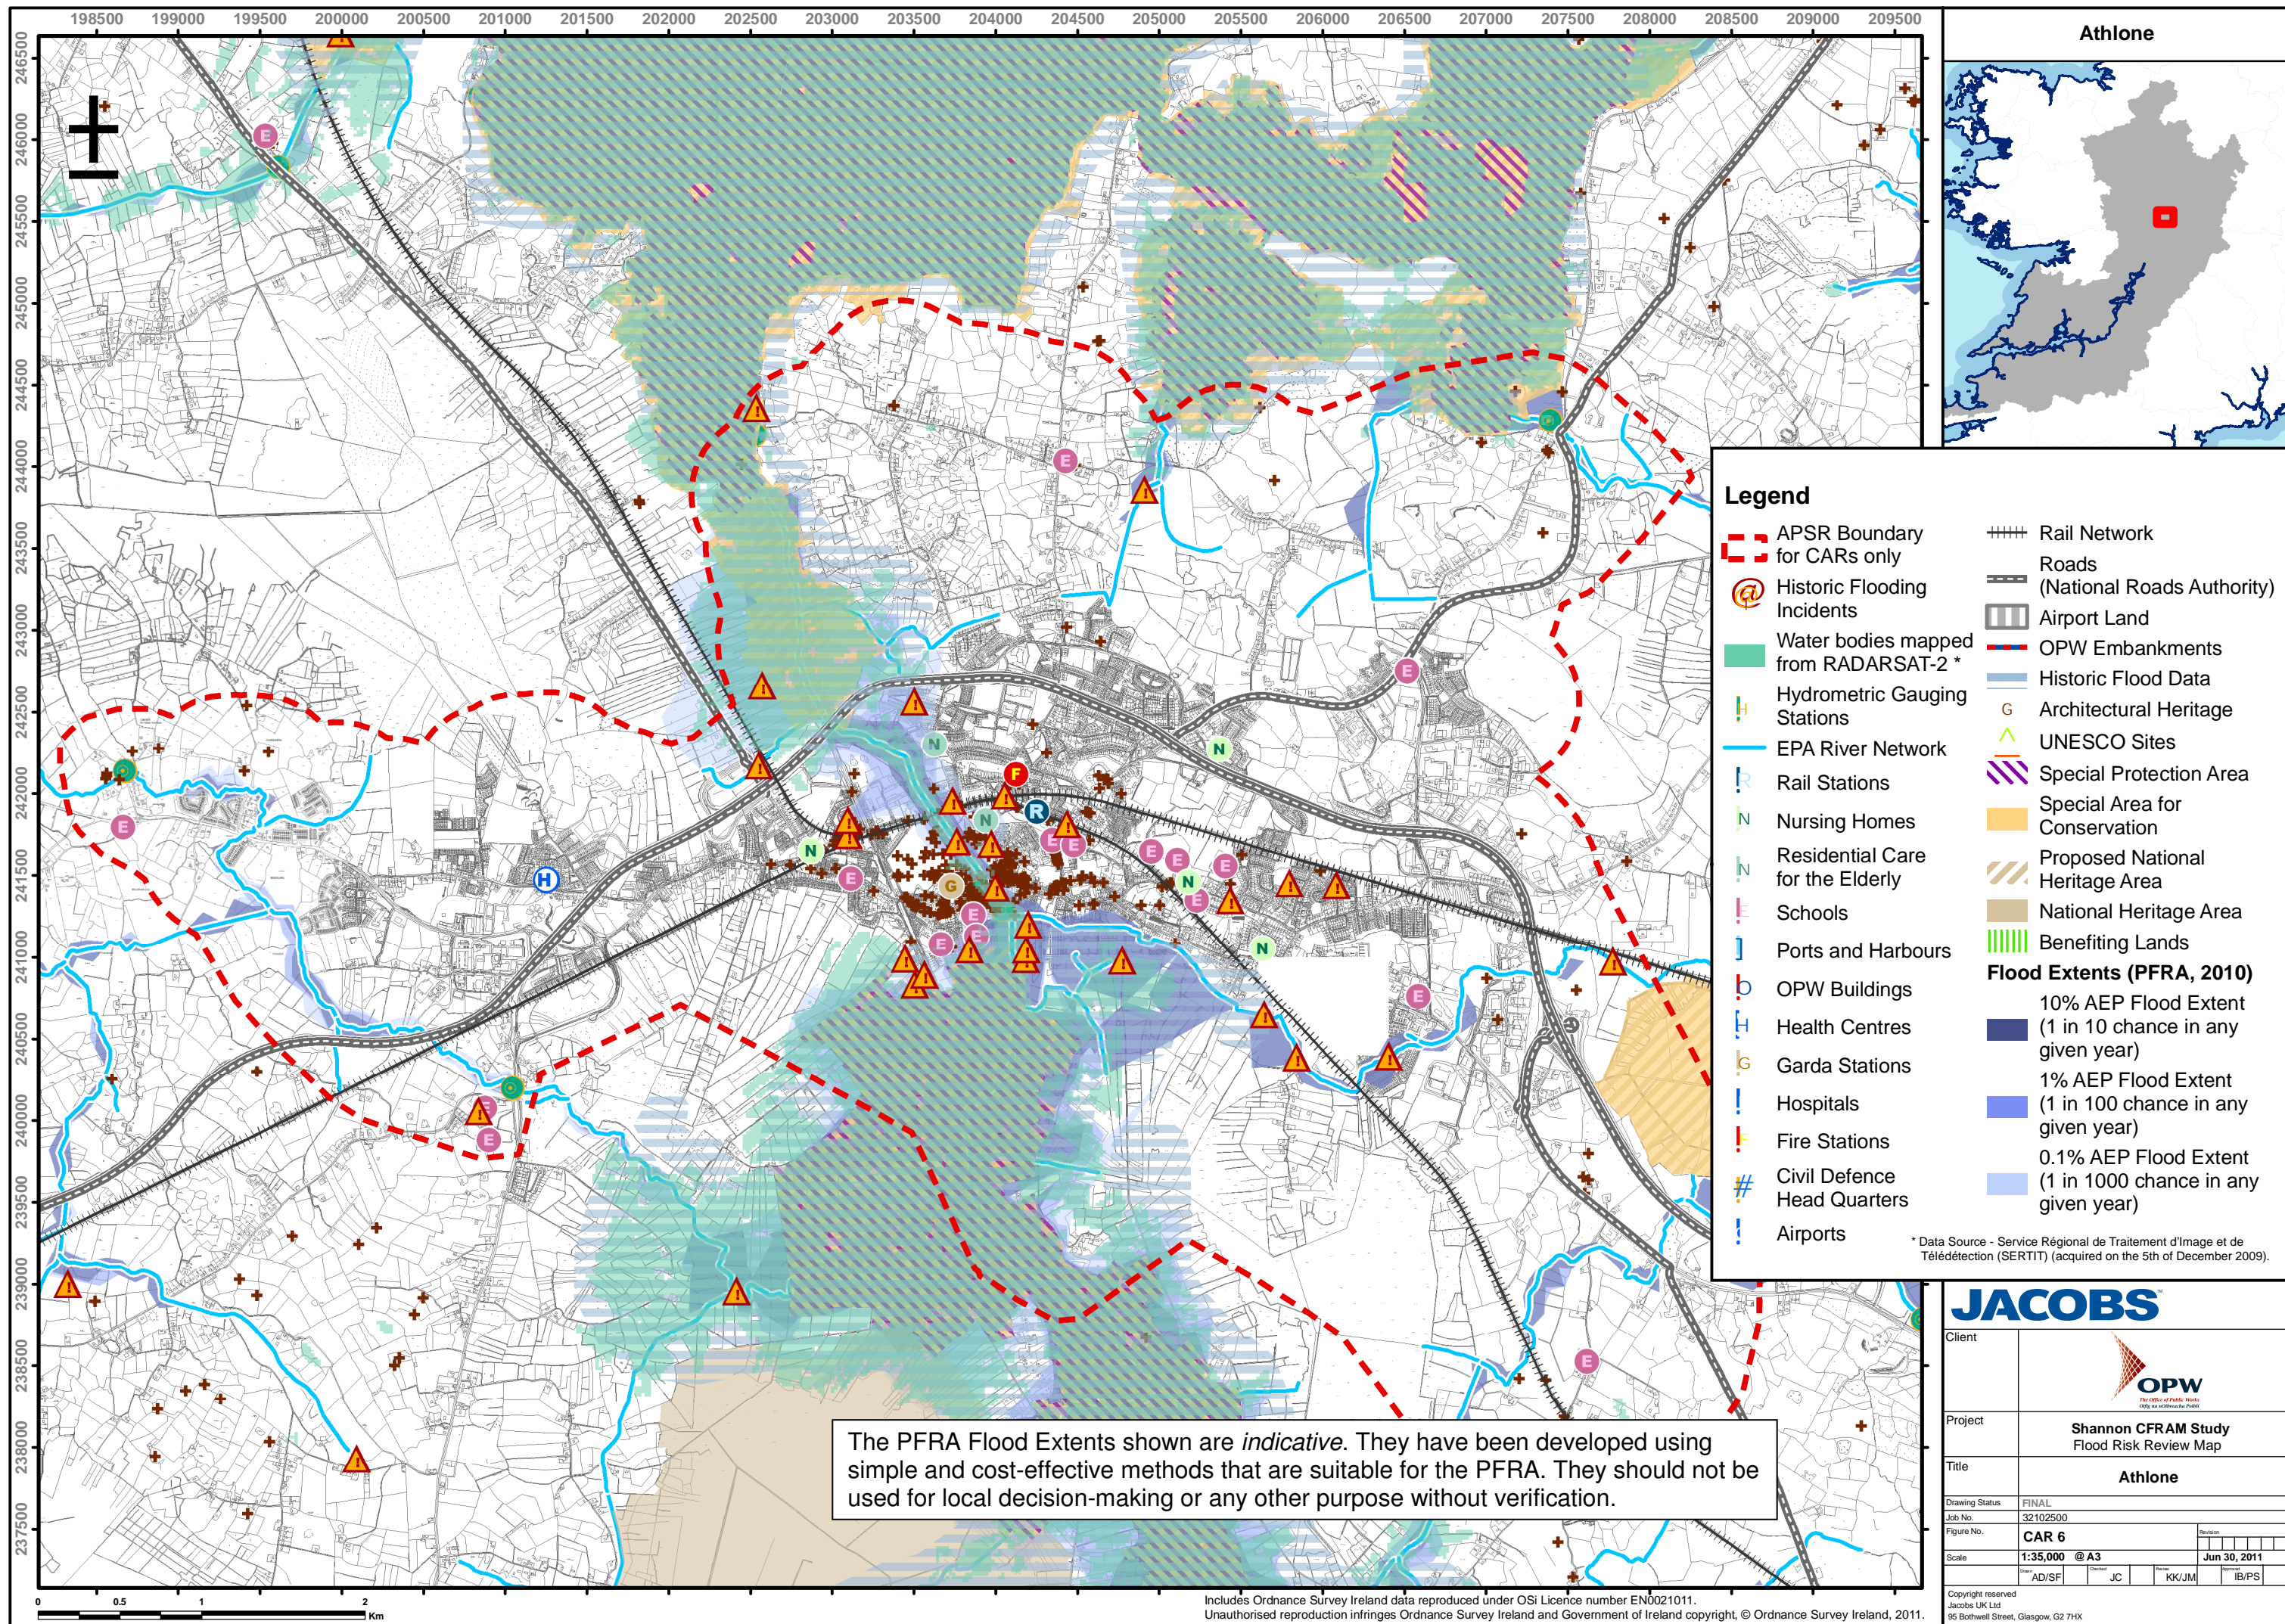 198500 199000 199500 200000 200500 201000 201500 202000 202500 203000 203500 204000 204500 205000 205500 206000 206500 207000 207500 208000 208500 209000 209500
246500
246000
245500
245000
244500
244000
243500
243000
242500
242000
241500
241000
240500
240000
239500
239000
238500
238000
237500
E
E
E
E
N
N
F
R
N
N
E
E
E
E
E
E
N
E
N
E
H
G
E
E
E
E
E
E
E
Athlone
Legend
APSR Boundary
for CARs only
@ Historic Flooding
Incidents
Water bodies mapped
from RADARSAT-2 *
H Hydrometric Gauging
Stations
EPA River Network
R Rail Stations
N Nursing Homes
N Residential Care
for the Elderly
E Schools
] Ports and Harbours
O OPW Buildings
H Health Centres
G Garda Stations
! Hospitals
F Fire Stations
# Civil Defence
Head Quarters
Airports
Rail Network
Roads
(National Roads Authority)
Airport Land
OPW Embankments
Historic Flood Data
G Architectural Heritage
UNESCO Sites
Special Protection Area
Special Area for
Conservation
Proposed National
Heritage Area
National Heritage Area
Benefiting Lands
Flood Extents (PFRA, 2010)
10% AEP Flood Extent
(1 in 10 chance in any
given year)
1% AEP Flood Extent
(1 in 100 chance in any
given year)
0.1% AEP Flood Extent
(1 in 1000 chance in any
given year)
* Data Source - Service Régional de Traitement d'Image et de
Télédétection (SERTIT) (acquired on the 5th of December 2009).
The PFRA Flood Extents shown are indicative. They have been developed using
simple and cost-effective methods that are suitable for the PFRA. They should not be
used for local decision-making or any other purpose without verification.
JACOBS™
Client
OPW
The Office of Public Works
Oifig na nOibreacha Poiblí
Project
Shannon CFRAM Study
Flood Risk Review Map
Title
Athlone
Drawing Status FINAL
Job No. 32102500
Figure No. CAR 6 Revision
Scale 1:35,000 @ A3 Jun 30, 2011
Drawn AD/SF Checked JC Review KK/JM Approved IB/PS
Copyright reserved
Jacobs UK Ltd
95 Bothwell Street, Glasgow, G2 7HX
0 0.5 1 2
Km
Includes Ordnance Survey Ireland data reproduced under OSi Licence number EN0021011.
Unauthorised reproduction infringes Ordnance Survey Ireland and Government of Ireland copyright, © Ordnance Survey Ireland, 2011.